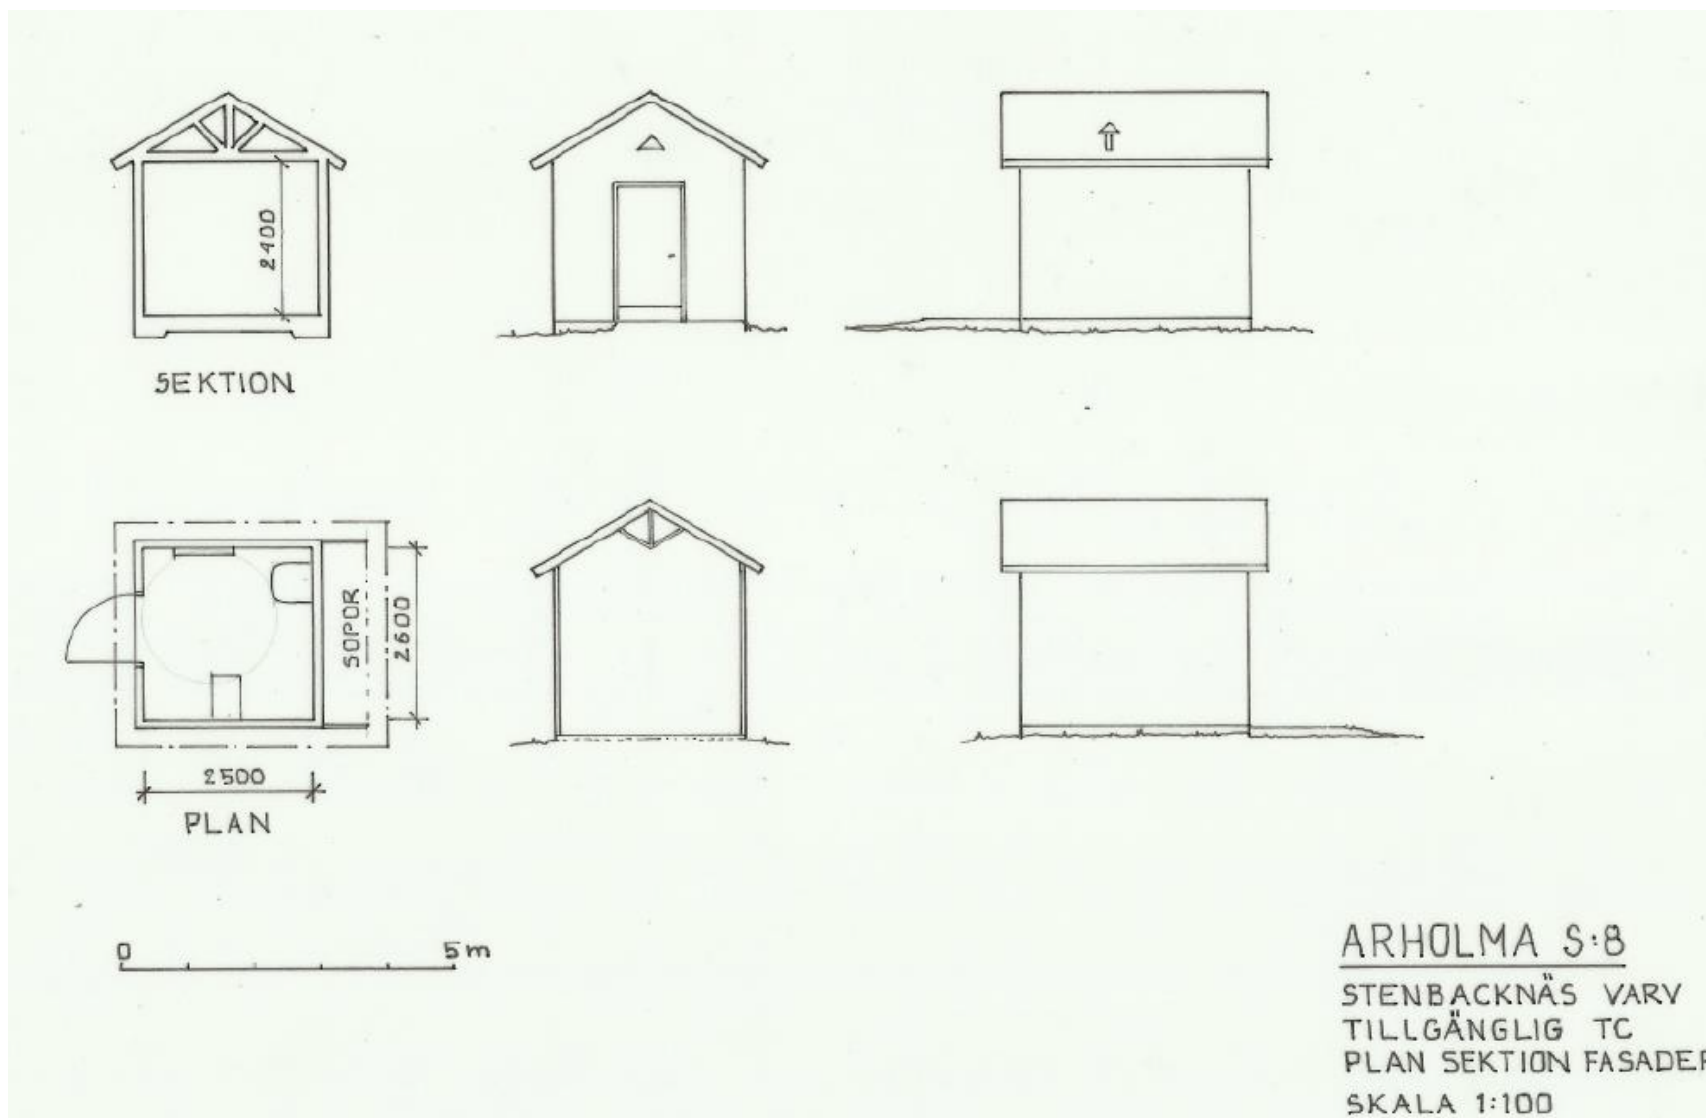 2400
SEKTION
SOPOR
2600
2500
PLAN
0 5m
ARHOLMA S:8
STENBACKNÄS VARV
TILLGÄNGLIG TC
PLAN SEKTION FASADER
SKALA 1:100